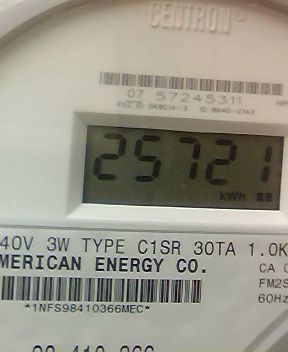 CENTRON®
07 57245311
25721
kWh
40V 3W TYPE C1SR 30TA 1.0K
MERICAN ENERGY CO.
CA
FM2S
60Hz
*1NFS98410366MEC*